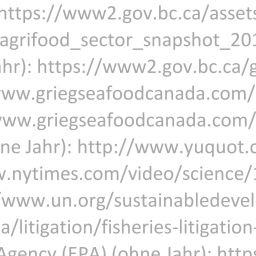 https://www2.gov.bc.ca/assets
agrifood_sector_snapshot_201
ahr): https://www2.gov.bc.ca/g
www.griegseafoodcanada.com/
www.griegseafoodcanada.com/
ne Jahr): http://www.yuquot.c
w.nytimes.com/video/science/1
/www.un.org/sustainabledevel
a/litigation/fisheries-litigation-
Agency (EPA) (ohne Jahr): https